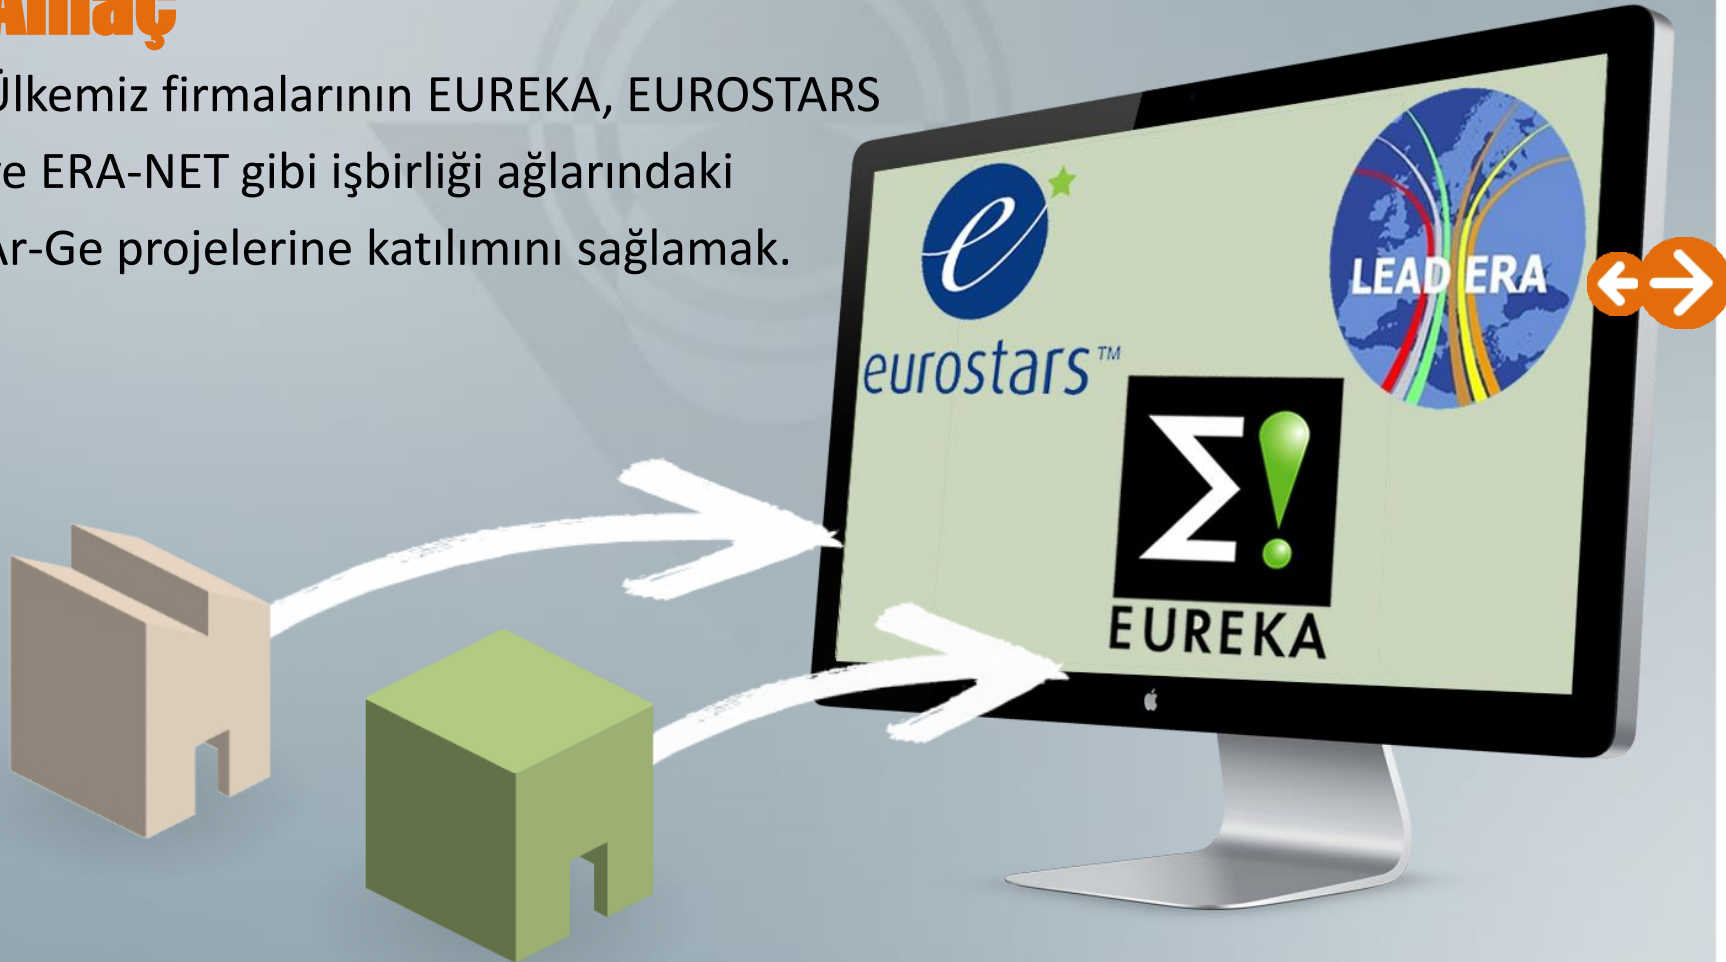 Amaç
Ülkemiz firmalarının EUREKA, EUROSTARS
ve ERA-NET gibi işbirliği ağlarındaki
Ar-Ge projelerine katılımını sağlamak.
eurostars™
LEAD ERA
Σ!
EUREKA